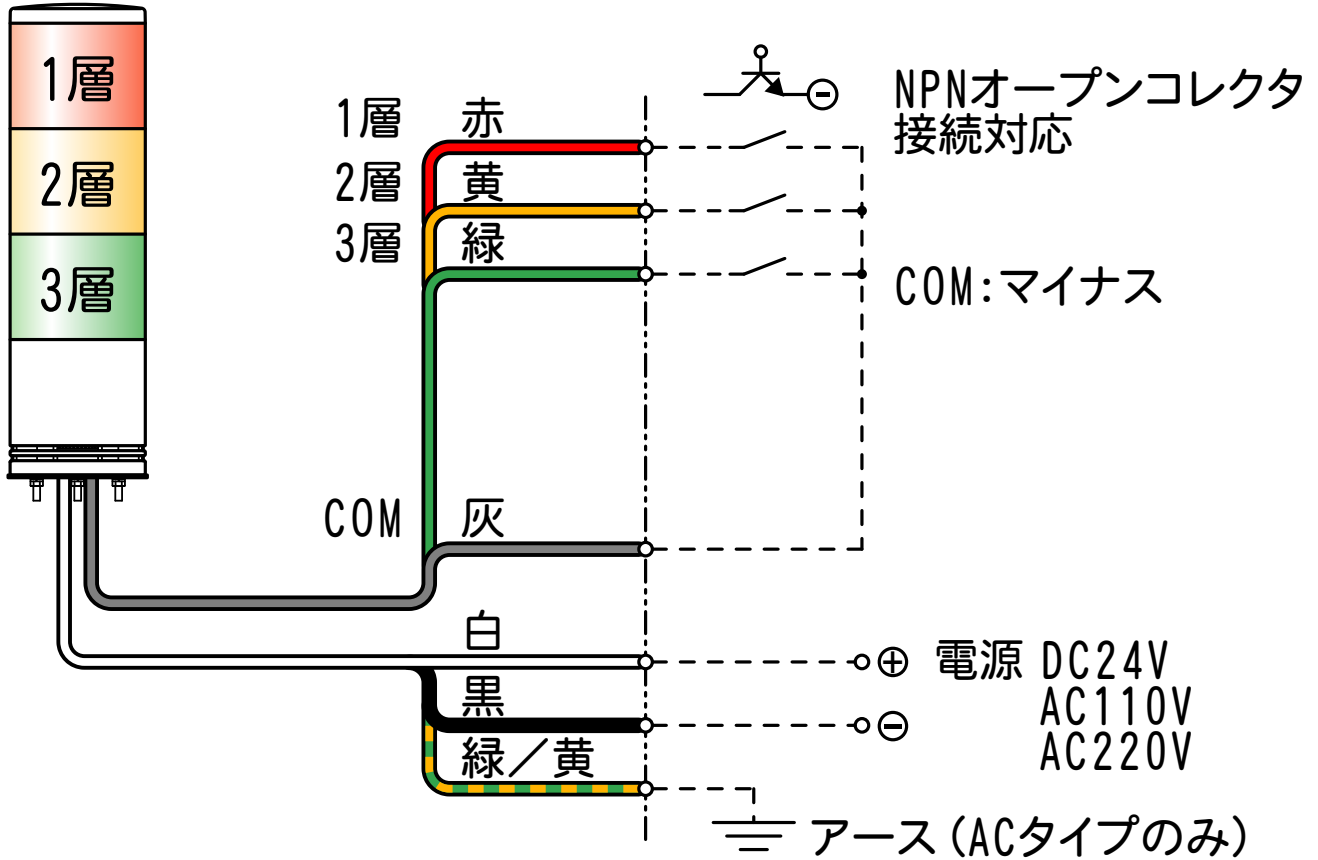 1層
2層
3層
1層 赤
2層 黄
3層 緑
COM 灰
白
黒
緑/黄
NPNオープンコレクタ
接続対応
COM:マイナス
電源 DC24V
AC110V
AC220V
アース(ACタイプのみ)